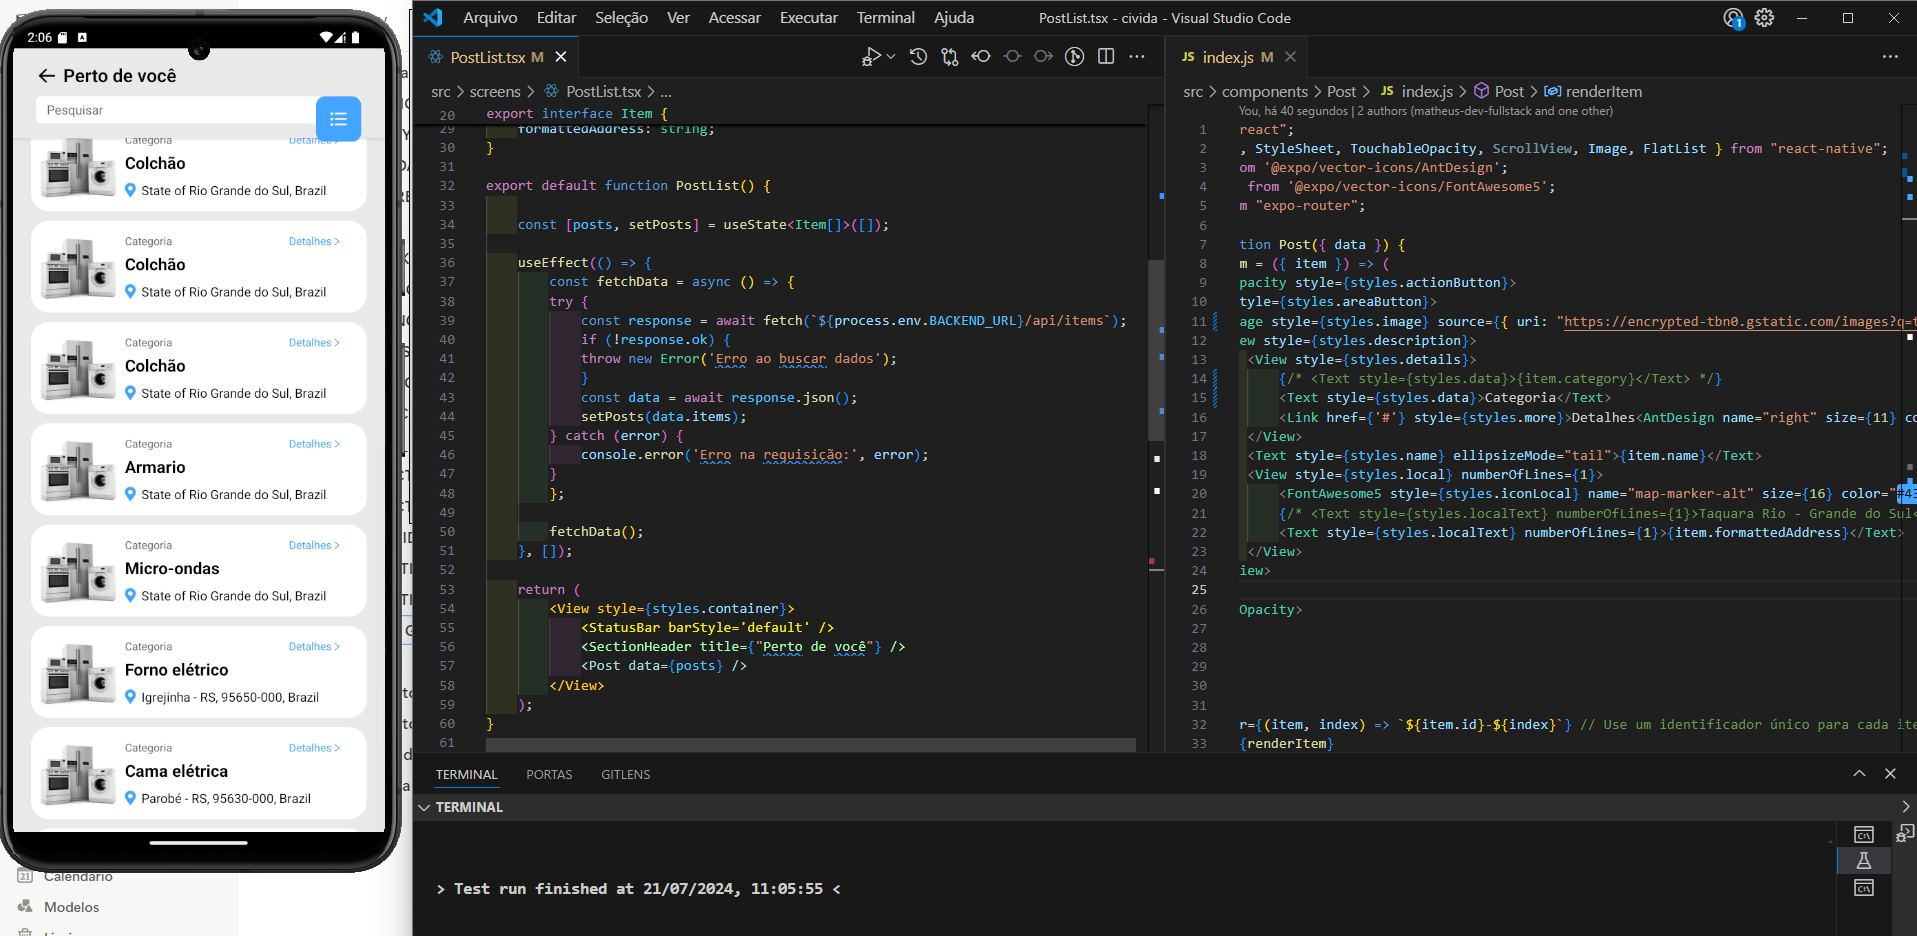 2:06
Perto de você
Pesquisar
Categoria
Detalhes >
Colchão
State of Rio Grande do Sul, Brazil
Categoria
Detalhes >
Colchão
State of Rio Grande do Sul, Brazil
Categoria
Detalhes >
Colchão
State of Rio Grande do Sul, Brazil
Categoria
Detalhes >
Armario
State of Rio Grande do Sul, Brazil
Categoria
Detalhes >
Micro-ondas
State of Rio Grande do Sul, Brazil
Categoria
Detalhes >
Forno elétrico
Igrejinha - RS, 95650-000, Brazil
Categoria
Detalhes >
Cama elétrica
Parobé - RS, 95630-000, Brazil
Calendário
Modelos
Arquivo Editar Seleção Ver Acessar Executar Terminal Ajuda
PostList.tsx - civida - Visual Studio Code
1
PostList.tsx M
src > screens > PostList.tsx > ...
20 export interface Item {
29 formattedAddress: string;
30 }
31
32 export default function PostList() {
33
34 const [posts, setPosts] = useState<Item[]>([]);
35
36 useEffect(() => {
37 const fetchData = async () => {
38 try {
39 const response = await fetch(`${process.env.BACKEND_URL}/api/items`);
40 if (!response.ok) {
41 throw new Error('Erro ao buscar dados');
42 }
43 const data = await response.json();
44 setPosts(data.items);
45 } catch (error) {
46 console.error('Erro na requisição:', error);
47 }
48 };
49
50 fetchData();
51 }, []);
52
53 return (
54 <View style={styles.container}>
55 <StatusBar barStyle='default' />
56 <SectionHeader title={"Perto de você"} />
57 <Post data={posts} />
58 </View>
59 );
60 }
61
JS index.js M
src > components > Post > JS index.js > Post > renderItem
You, há 40 segundos | 2 authors (matheus-dev-fullstack and one other)
1 react";
2 , StyleSheet, TouchableOpacity, ScrollView, Image, FlatList } from "react-native";
3 om '@expo/vector-icons/AntDesign';
4 from '@expo/vector-icons/FontAwesome5';
5 m "expo-router";
6
7 tion Post({ data }) {
8 m = ({ item }) => (
9 pacity style={styles.actionButton}>
10 tyle={styles.areaButton}>
11 age style={styles.image} source={{ uri: "https://encrypted-tbn0.gstatic.com/images?q=t
12 ew style={styles.description}>
13 <View style={styles.details}>
14 {/* <Text style={styles.data}>{item.category}</Text> */}
15 <Text style={styles.data}>Categoria</Text>
16 <Link href={'#'} style={styles.more}>Detalhes<AntDesign name="right" size={11} co
17 </View>
18 <Text style={styles.name} ellipsizeMode="tail">{item.name}</Text>
19 <View style={styles.local} numberOfLines={1}>
20 <FontAwesome5 style={styles.iconLocal} name="map-marker-alt" size={16} color="#43
21 {/* <Text style={styles.localText} numberOfLines={1}>Taquara Rio - Grande do Sul<
22 <Text style={styles.localText} numberOfLines={1}>{item.formattedAddress}</Text>
23 </View>
24 iew>
25
26 Opacity>
27
28
29
30
31
32 r={(item, index) => `${item.id}-${index}`} // Use um identificador único para cada ite
33 {renderItem}
TERMINAL PORTAS GITLENS
TERMINAL
> Test run finished at 21/07/2024, 11:05:55 <